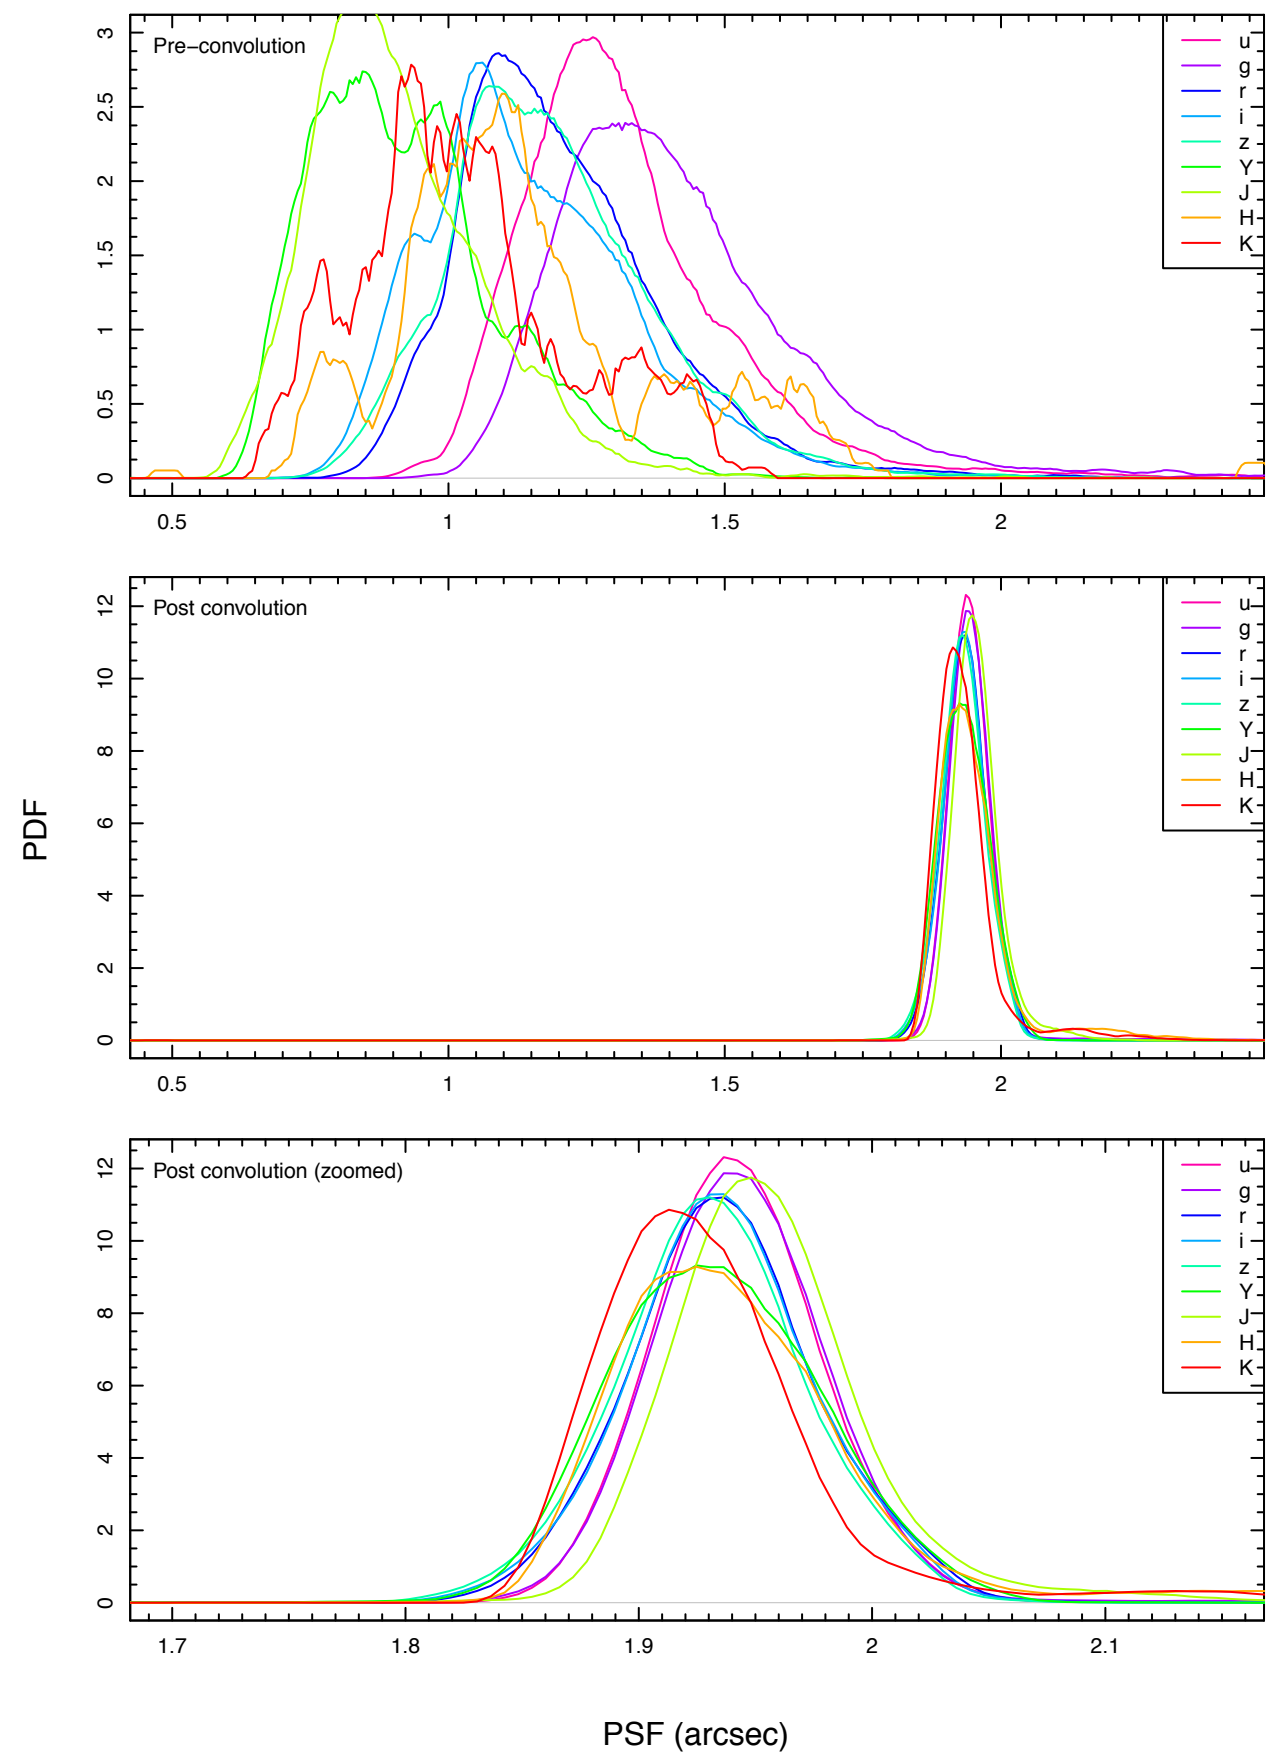 Pre−convolution
u
g
r
i
z
Y
J
H
K
0
0.5
1
1.5
2
2.5
3
0.5
1
1.5
2
Post convolution
u
g
r
i
z
Y
J
H
K
0
2
4
6
8
10
12
0.5
1
1.5
2
PDF
Post convolution (zoomed)
u
g
r
i
z
Y
J
H
K
0
2
4
6
8
10
12
1.7
1.8
1.9
2
2.1
PSF (arcsec)